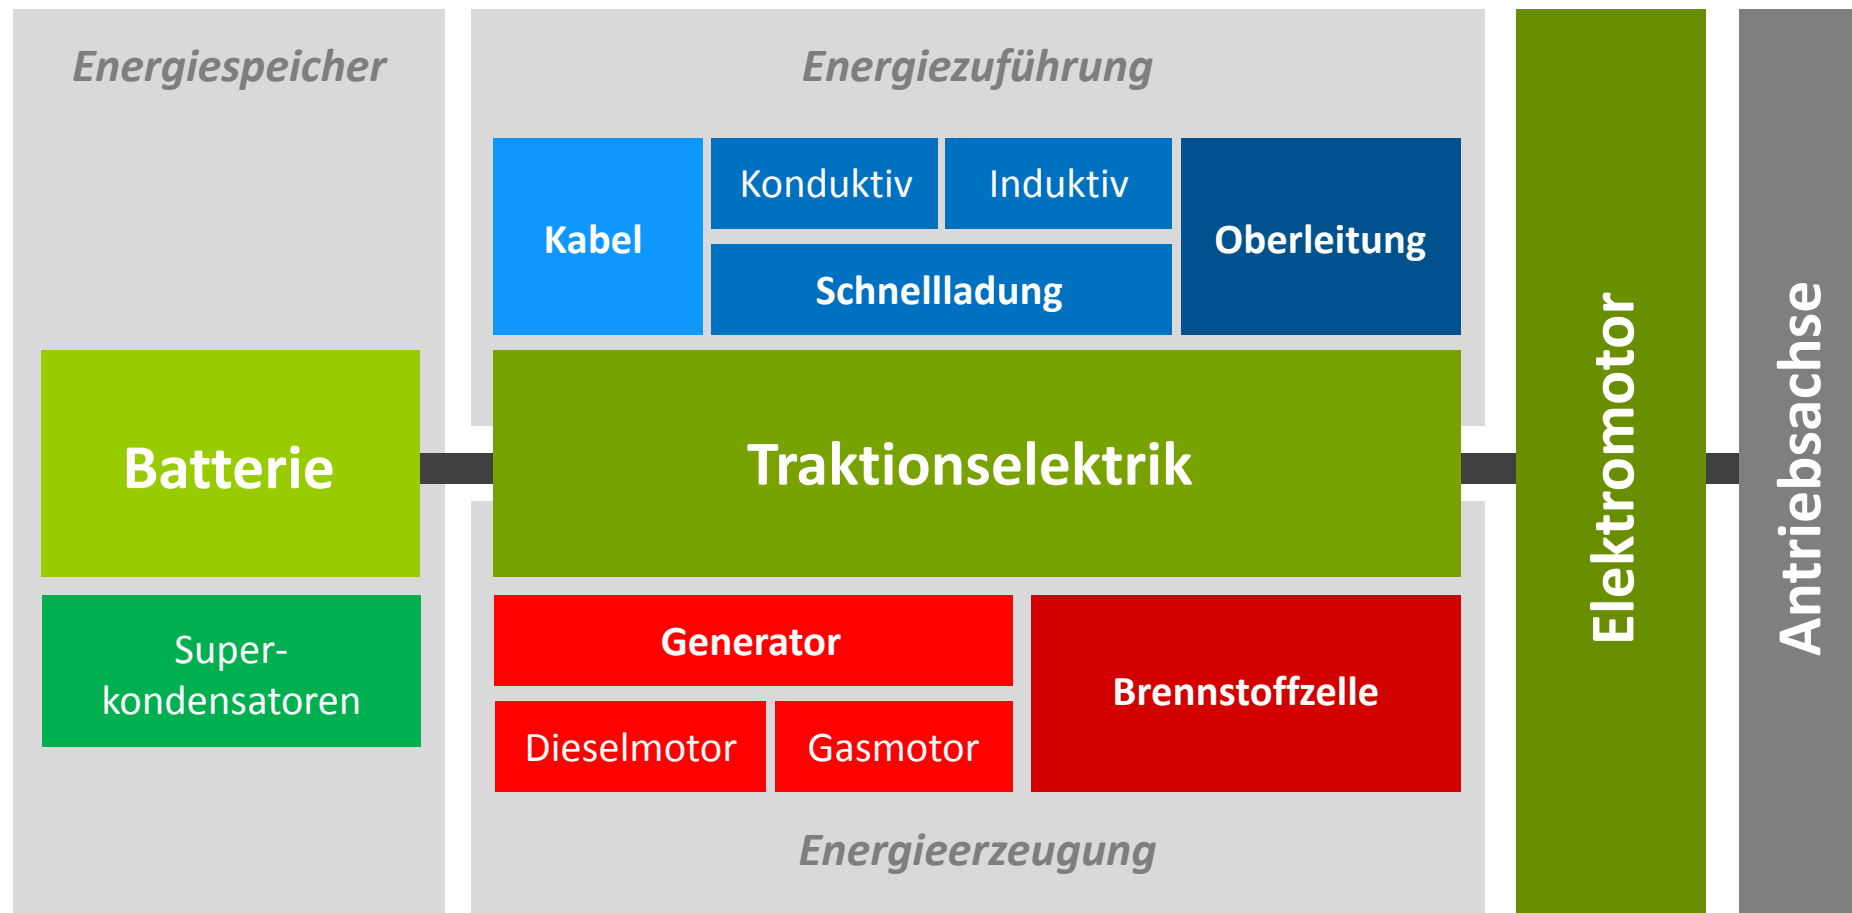 Energiespeicher
Energiezuführung
Kabel
Konduktiv
Induktiv
Schnellladung
Oberleitung
Batterie
Traktionselektrik
Elektromotor
Antriebsachse
Super-
kondensatoren
Generator
Dieselmotor
Gasmotor
Brennstoffzelle
Energieerzeugung